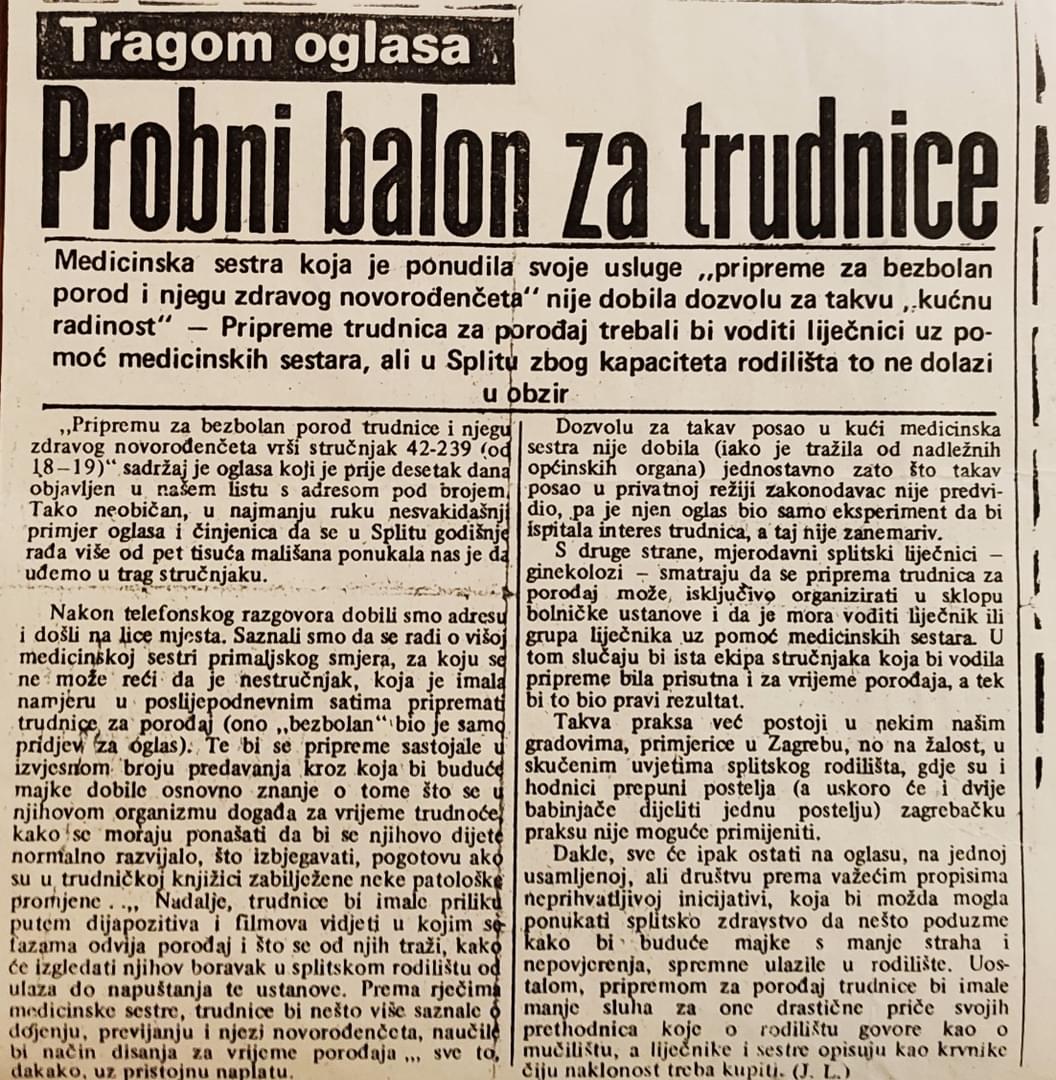 Tragom oglasa
Probni balon za trudnice
Medicinska sestra koja je ponudila svoje usluge „pripreme za bezbolan
porod i njegu zdravog novorođenčeta“ nije dobila dozvolu za takvu „kućnu
radinost“ — Pripreme trudnica za porođaj trebali bi voditi liječnici uz po-
moć medicinskih sestara, ali u Splitu zbog kapaciteta rodilišta to ne dolazi
u obzir
„Pripremu za bezbolan porod trudnice i njegu
zdravog novorođenčeta vrši stručnjak 42-239 (od
18—19)“ sadržaj je oglasa koji je prije desetak dana
objavljen u našem listu s adresom pod brojem.
Tako neobičan, u najmanju ruku nesvakidašnji
primjer oglasa i činjenica da se u Splitu godišnje
rađa više od pet tisuća mališana ponukala nas je da
uđemo u trag stručnjaku.
Nakon telefonskog razgovora dobili smo adresu
i došli na lice mjesta. Saznali smo da se radi o višoj
medicinskoj sestri primaljskog smjera, za koju se
ne može reći da je nestručnjak, koja je imala
namjeru u poslijepodnevnim satima pripremati
trudnice za porođaj (ono „bezbolan“ bio je samo
pridjev za oglas). Te bi se pripreme sastojale u
izvjesnom broju predavanja kroz koja bi buduće
majke dobile osnovno znanje o tome što se u
njihovom organizmu događa za vrijeme trudnoće,
kako se moraju ponašati da bi se njihovo dijete
normalno razvijalo, što izbjegavati, pogotovu ako
su u trudničkoj knjižici zabilježene neke patološke
promjene . . „ Nadalje, trudnice bi imale priliku
putem dijapozitiva i filmova vidjeti u kojim se
fazama odvija porođaj i što se od njih traži, kako
će izgledati njihov boravak u splitskom rodilištu od
ulaza do napuštanja te ustanove. Prema rječima
medicinske sestre, trudnice bi nešto više saznale o
dojenju, previjanju i njezi novorođenčeta, naučile
bi način disanja za vrijeme porođaja ... sve to,
dakako, uz pristojnu naplatu.
Dozvolu za takav posao u kući medicinska
sestra nije dobila (iako je tražila od nadležnih
općinskih organa) jednostavno zato što takav
posao u privatnoj režiji zakonodavac nije predvi-
dio, pa je njen oglas bio samo eksperiment da bi
ispitala interes trudnica, a taj nije zanemariv.
S druge strane, mjerodavni splitski liječnici —
ginekolozi — smatraju da se priprema trudnica za
porođaj može, isključivo organizirati u sklopu
bolničke ustanove i da je mora voditi liječnik ili
grupa liječnika uz pomoć medicinskih sestara. U
tom slučaju bi ista ekipa stručnjaka koja bi vodila
pripreme bila prisutna i za vrijeme porođaja, a tek
bi to bio pravi rezultat.
Takva praksa već postoji u nekim našim
gradovima, primjerice u Zagrebu, no na žalost, u
skučenim uvjetima splitskog rodilišta, gdje su i
hodnici prepuni postelja (a uskoro će i dvije
babinjače dijeliti jednu postelju) zagrebačku
praksu nije moguće primijeniti.
Dakle, sve će ipak ostati na oglasu, na jednoj
usamljenoj, ali društvu prema važećim propisima
neprihvatljivoj inicijativi, koja bi možda mogla
ponukati splitsko zdravstvo da nešto poduzme
kako bi buduće majke s manje straha i
nepovjerenja, spremne ulazile u rodilište. Uos-
talom, pripremom za porođaj trudnice bi imale
manje sluha za one drastične priče svojih
prethodnica koje o rodilištu govore kao o
mučilištu, a liječnike i sestre opisuju kao krvnike
čiju naklonost treba kupiti. (J. L.)